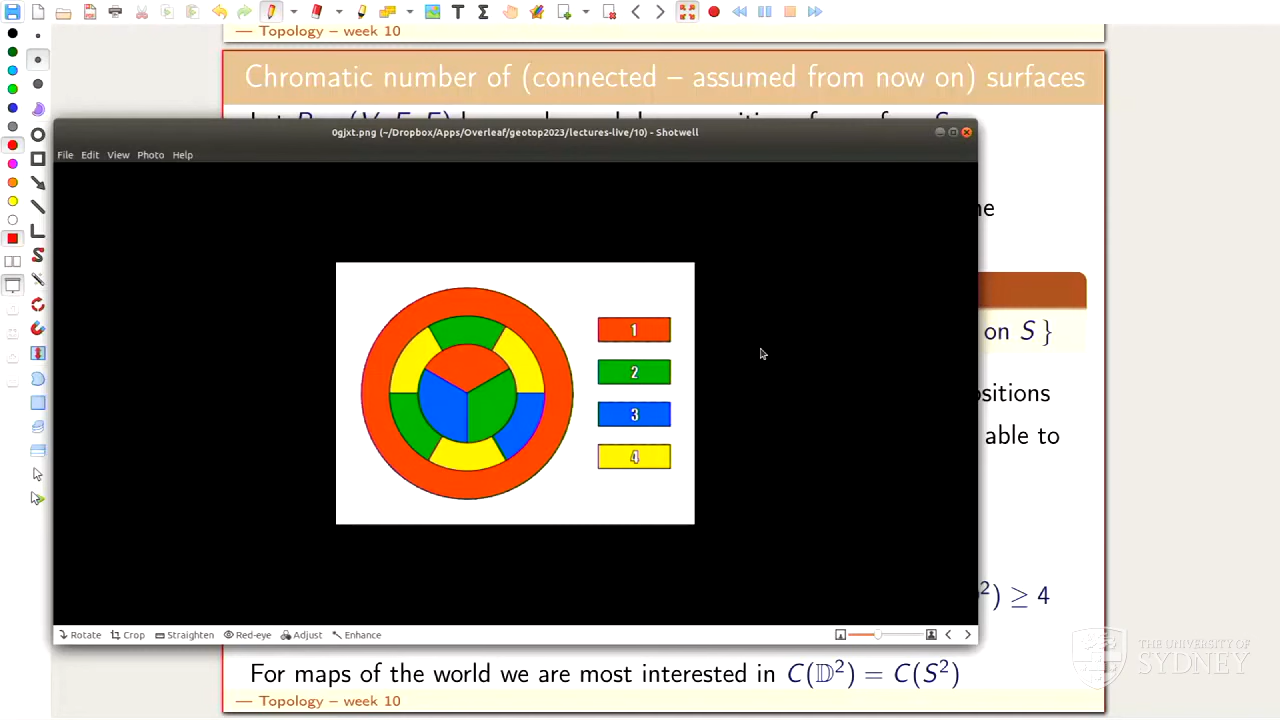 — Topology – week 10
Chromatic number of (connected – assumed from now on) surfaces
0gjxt.png (~/Dropbox/Apps/Overleaf/geotop2023/lectures-live/10) - Shotwell
File Edit View Photo Help
1
2
3
4
on S }
able to
²) ≥ 4
Rotate Crop Straighten Red-eye Adjust Enhance
For maps of the world we are most interested in C(𝔻²) = C(S²)
— Topology – week 10
THE UNIVERSITY OF
SYDNEY